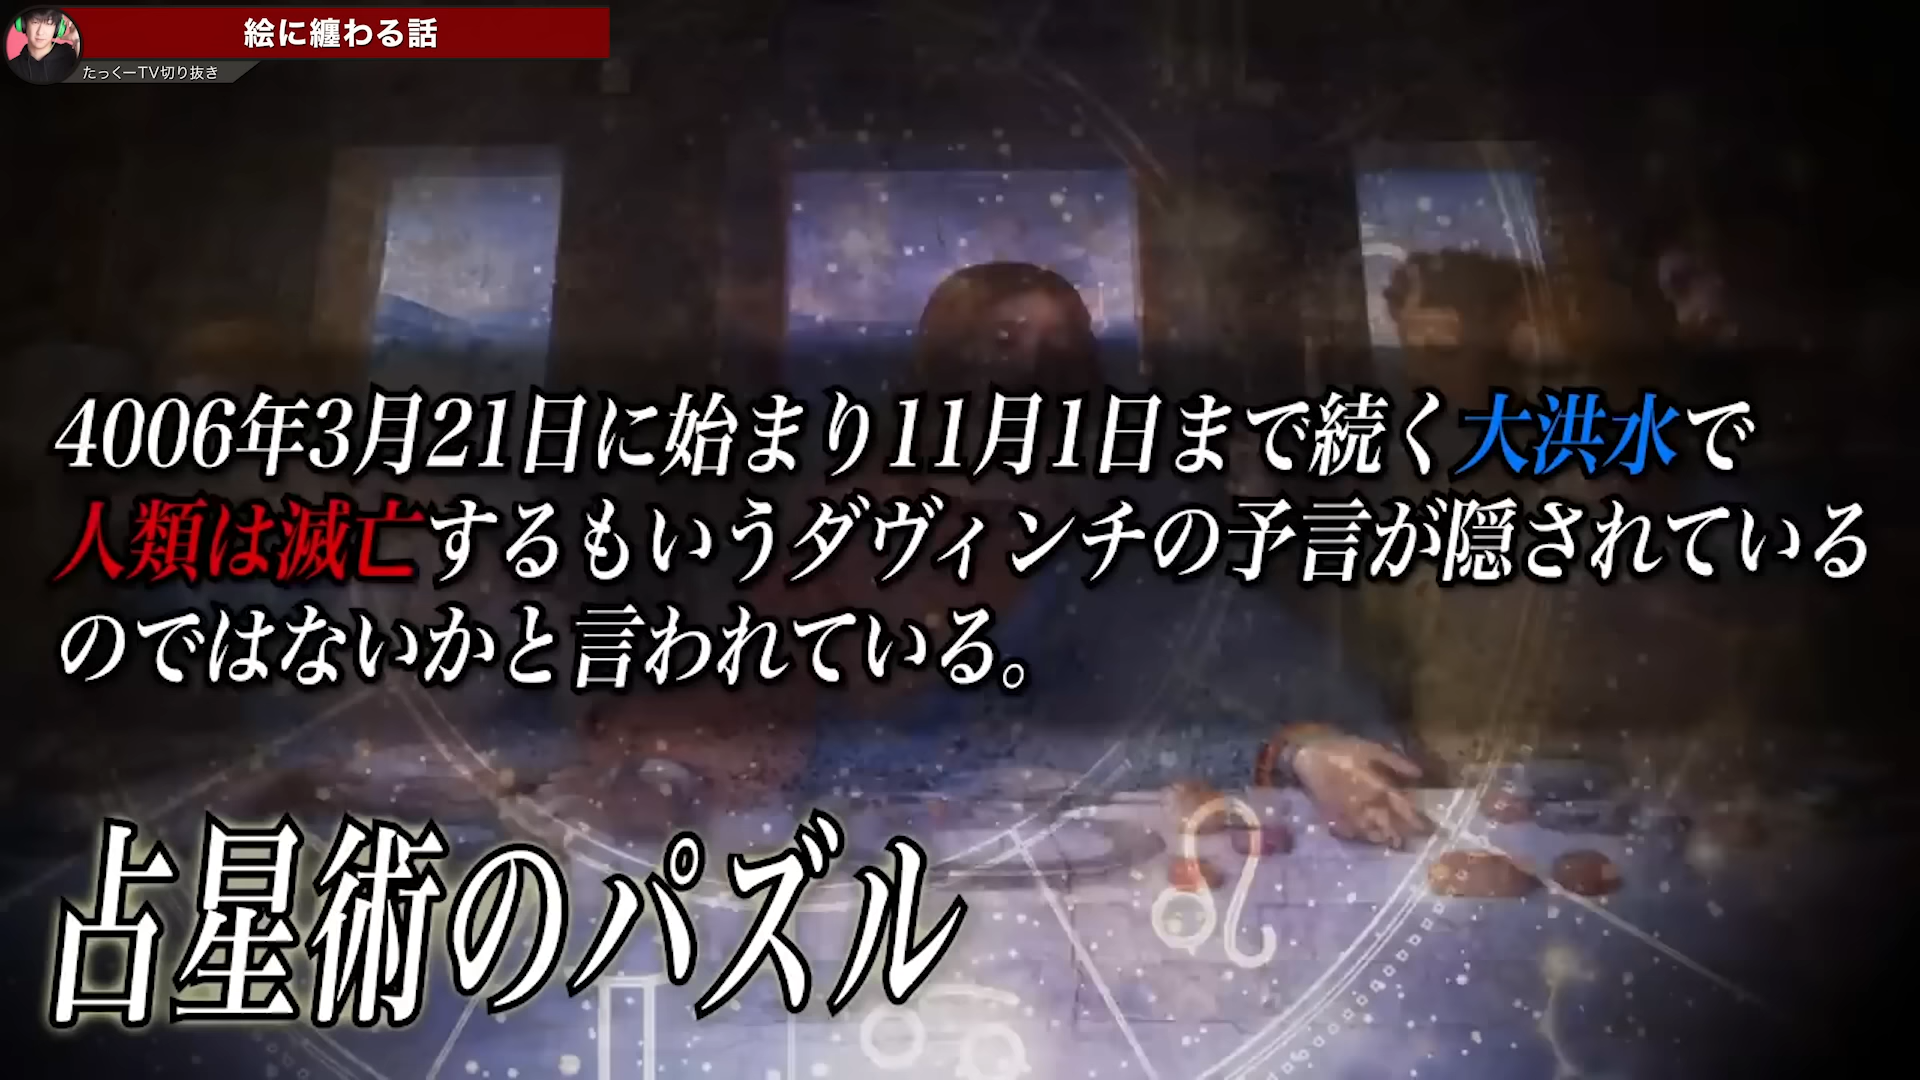 絵に纏わる話
たっくーTV切り抜き
4006年3月21日に始まり11月1日まで続く大洪水で
人類は滅亡するもいうダヴィンチの予言が隠されている
のではないかと言われている。
占星術のパズル